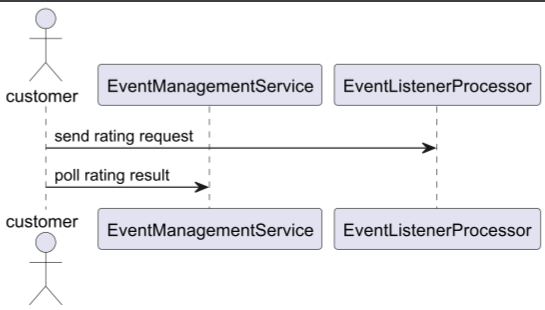 customer
EventManagementService
EventListenerProcessor
send rating request
poll rating result
customer
EventManagementService
EventListenerProcessor